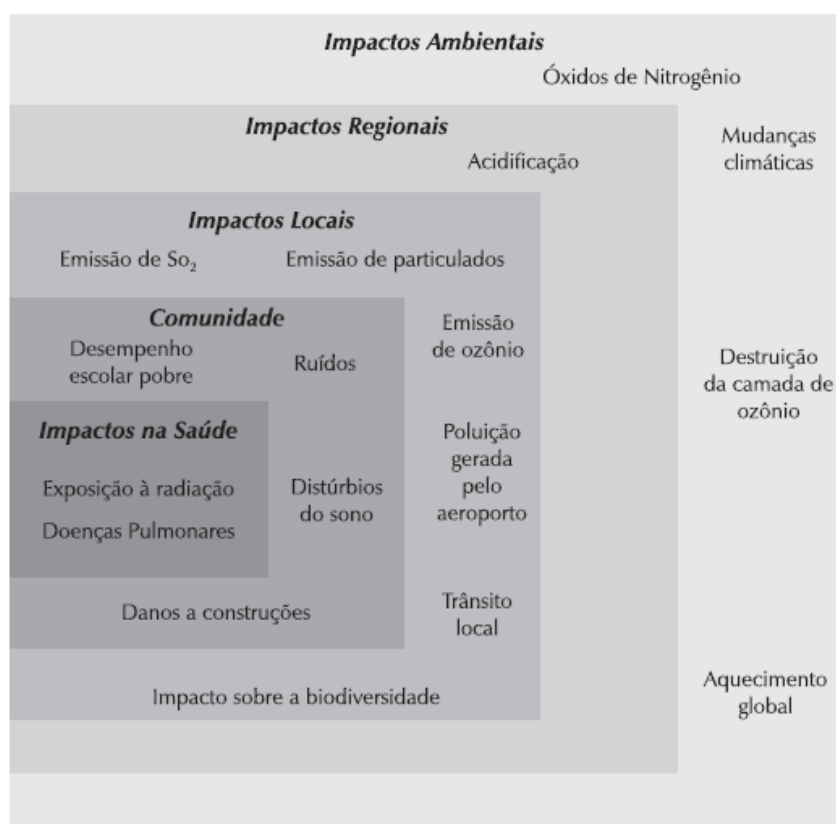 Impactos Ambientais
Óxidos de Nitrogênio
Impactos Regionais
Mudanças
climáticas
Acidificação
Impactos Locais
Emissão de So₂
Emissão de particulados
Comunidade
Desempenho
escolar pobre
Ruídos
Emissão
de ozônio
Destruição
da camada de
ozônio
Impactos na Saúde
Exposição à radiação
Doenças Pulmonares
Distúrbios
do sono
Poluição
gerada
pelo
aeroporto
Danos a construções
Trânsito
local
Impacto sobre a biodiversidade
Aquecimento
global